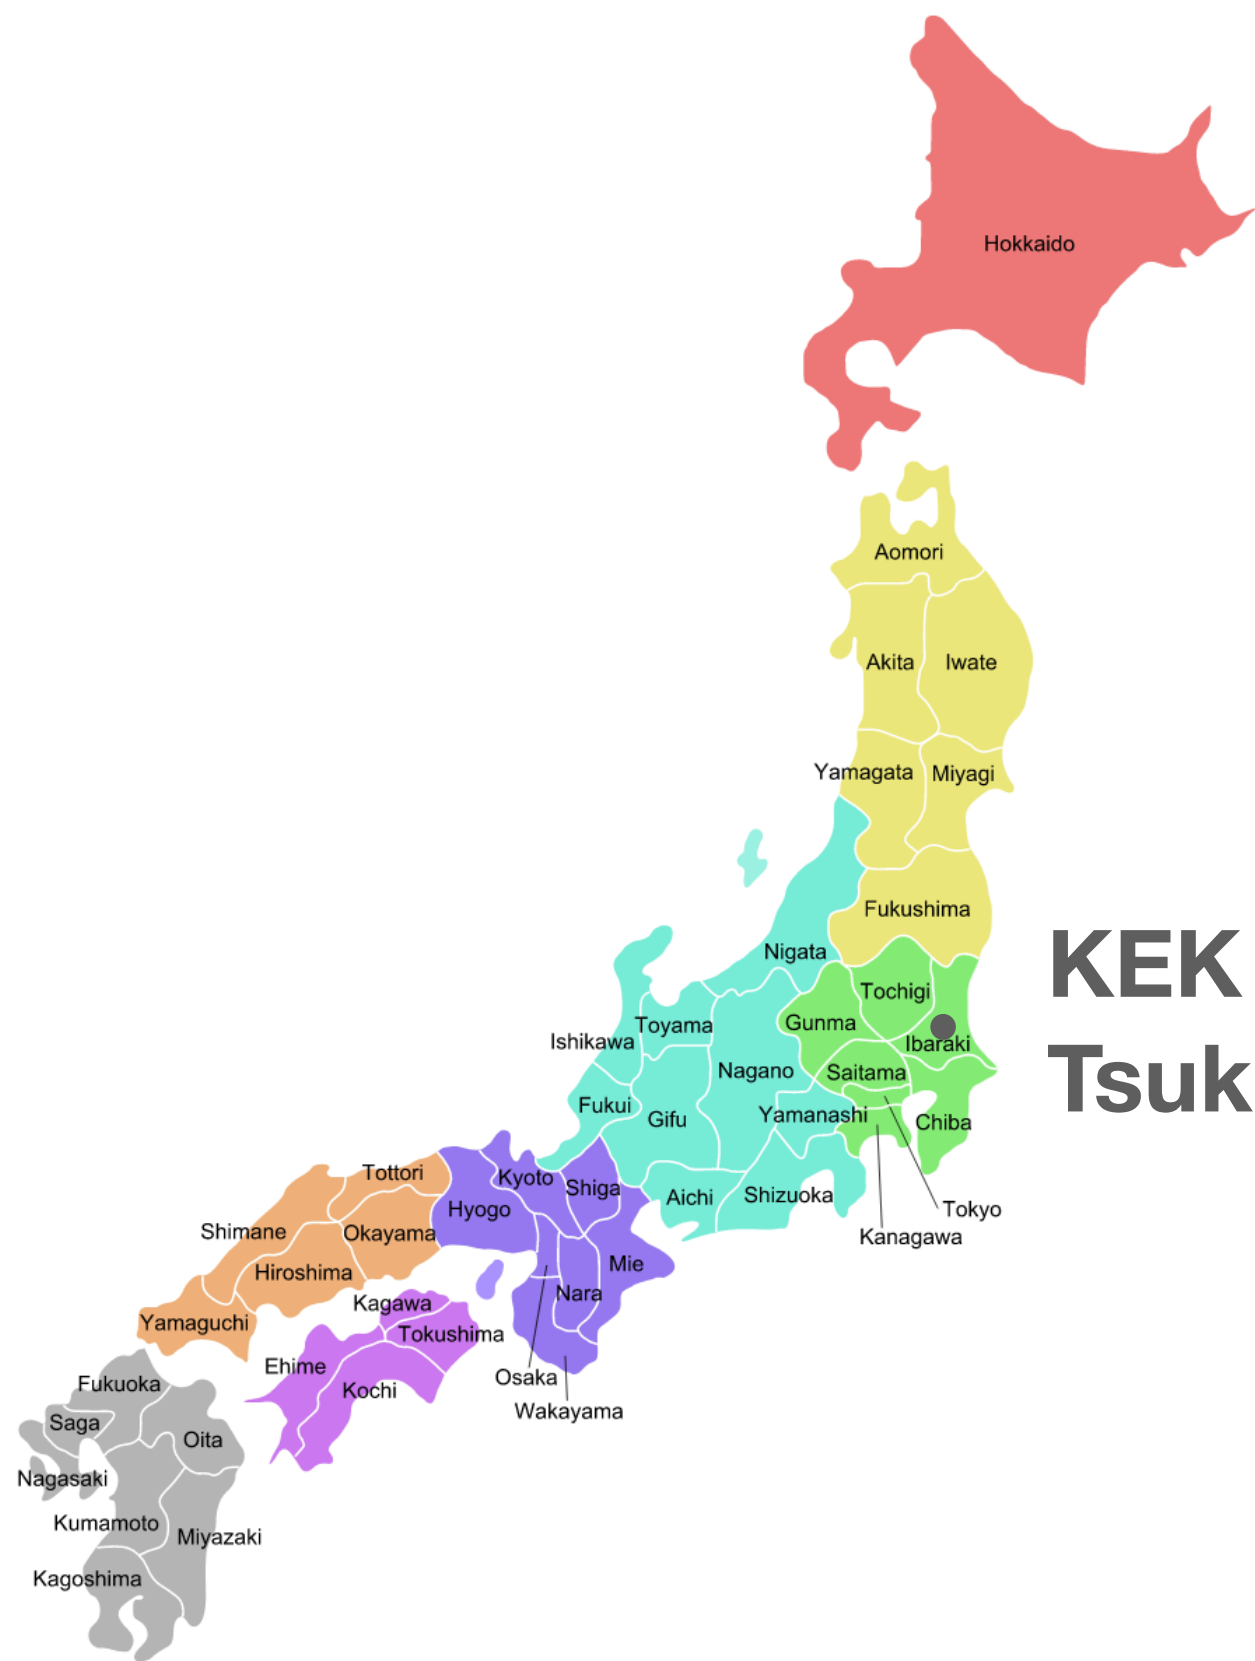 Hokkaido
Aomori
Akita
Iwate
Yamagata
Miyagi
Fukushima
KEK
Nigata
Tochigi
Toyama
Gunma
Ishikawa
Ibaraki
Nagano
Saitama
Tsuk
Fukui
Gifu
Yamanashi
Chiba
Tottori
Kyoto
Shiga
Aichi
Shizuoka
Hyogo
Tokyo
Shimane
Okayama
Kanagawa
Mie
Hiroshima
Nara
Kagawa
Yamaguchi
Tokushima
Ehime
Osaka
Fukuoka
Kochi
Wakayama
Saga
Oita
Nagasaki
Kumamoto
Miyazaki
Kagoshima